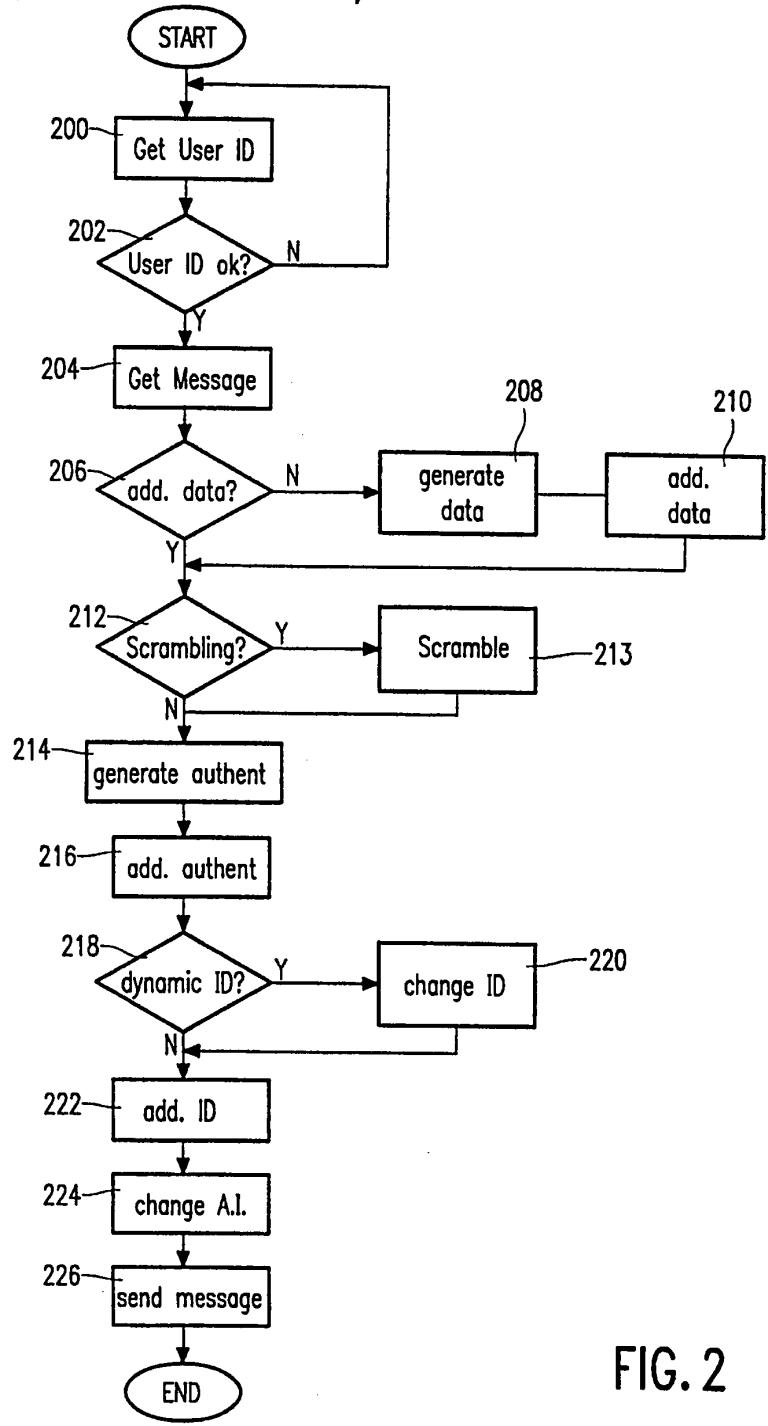 START
200
Get User ID
202
User ID ok?
N
Y
204
Get Message
206
add. data?
N
Y
208
generate
data
210
add.
data
212
Scrambling?
Y
N
Scramble
213
214
generate authent
216
add. authent
218
dynamic ID?
Y
N
change ID
220
222
add. ID
224
change A.I.
226
send message
END
FIG. 2